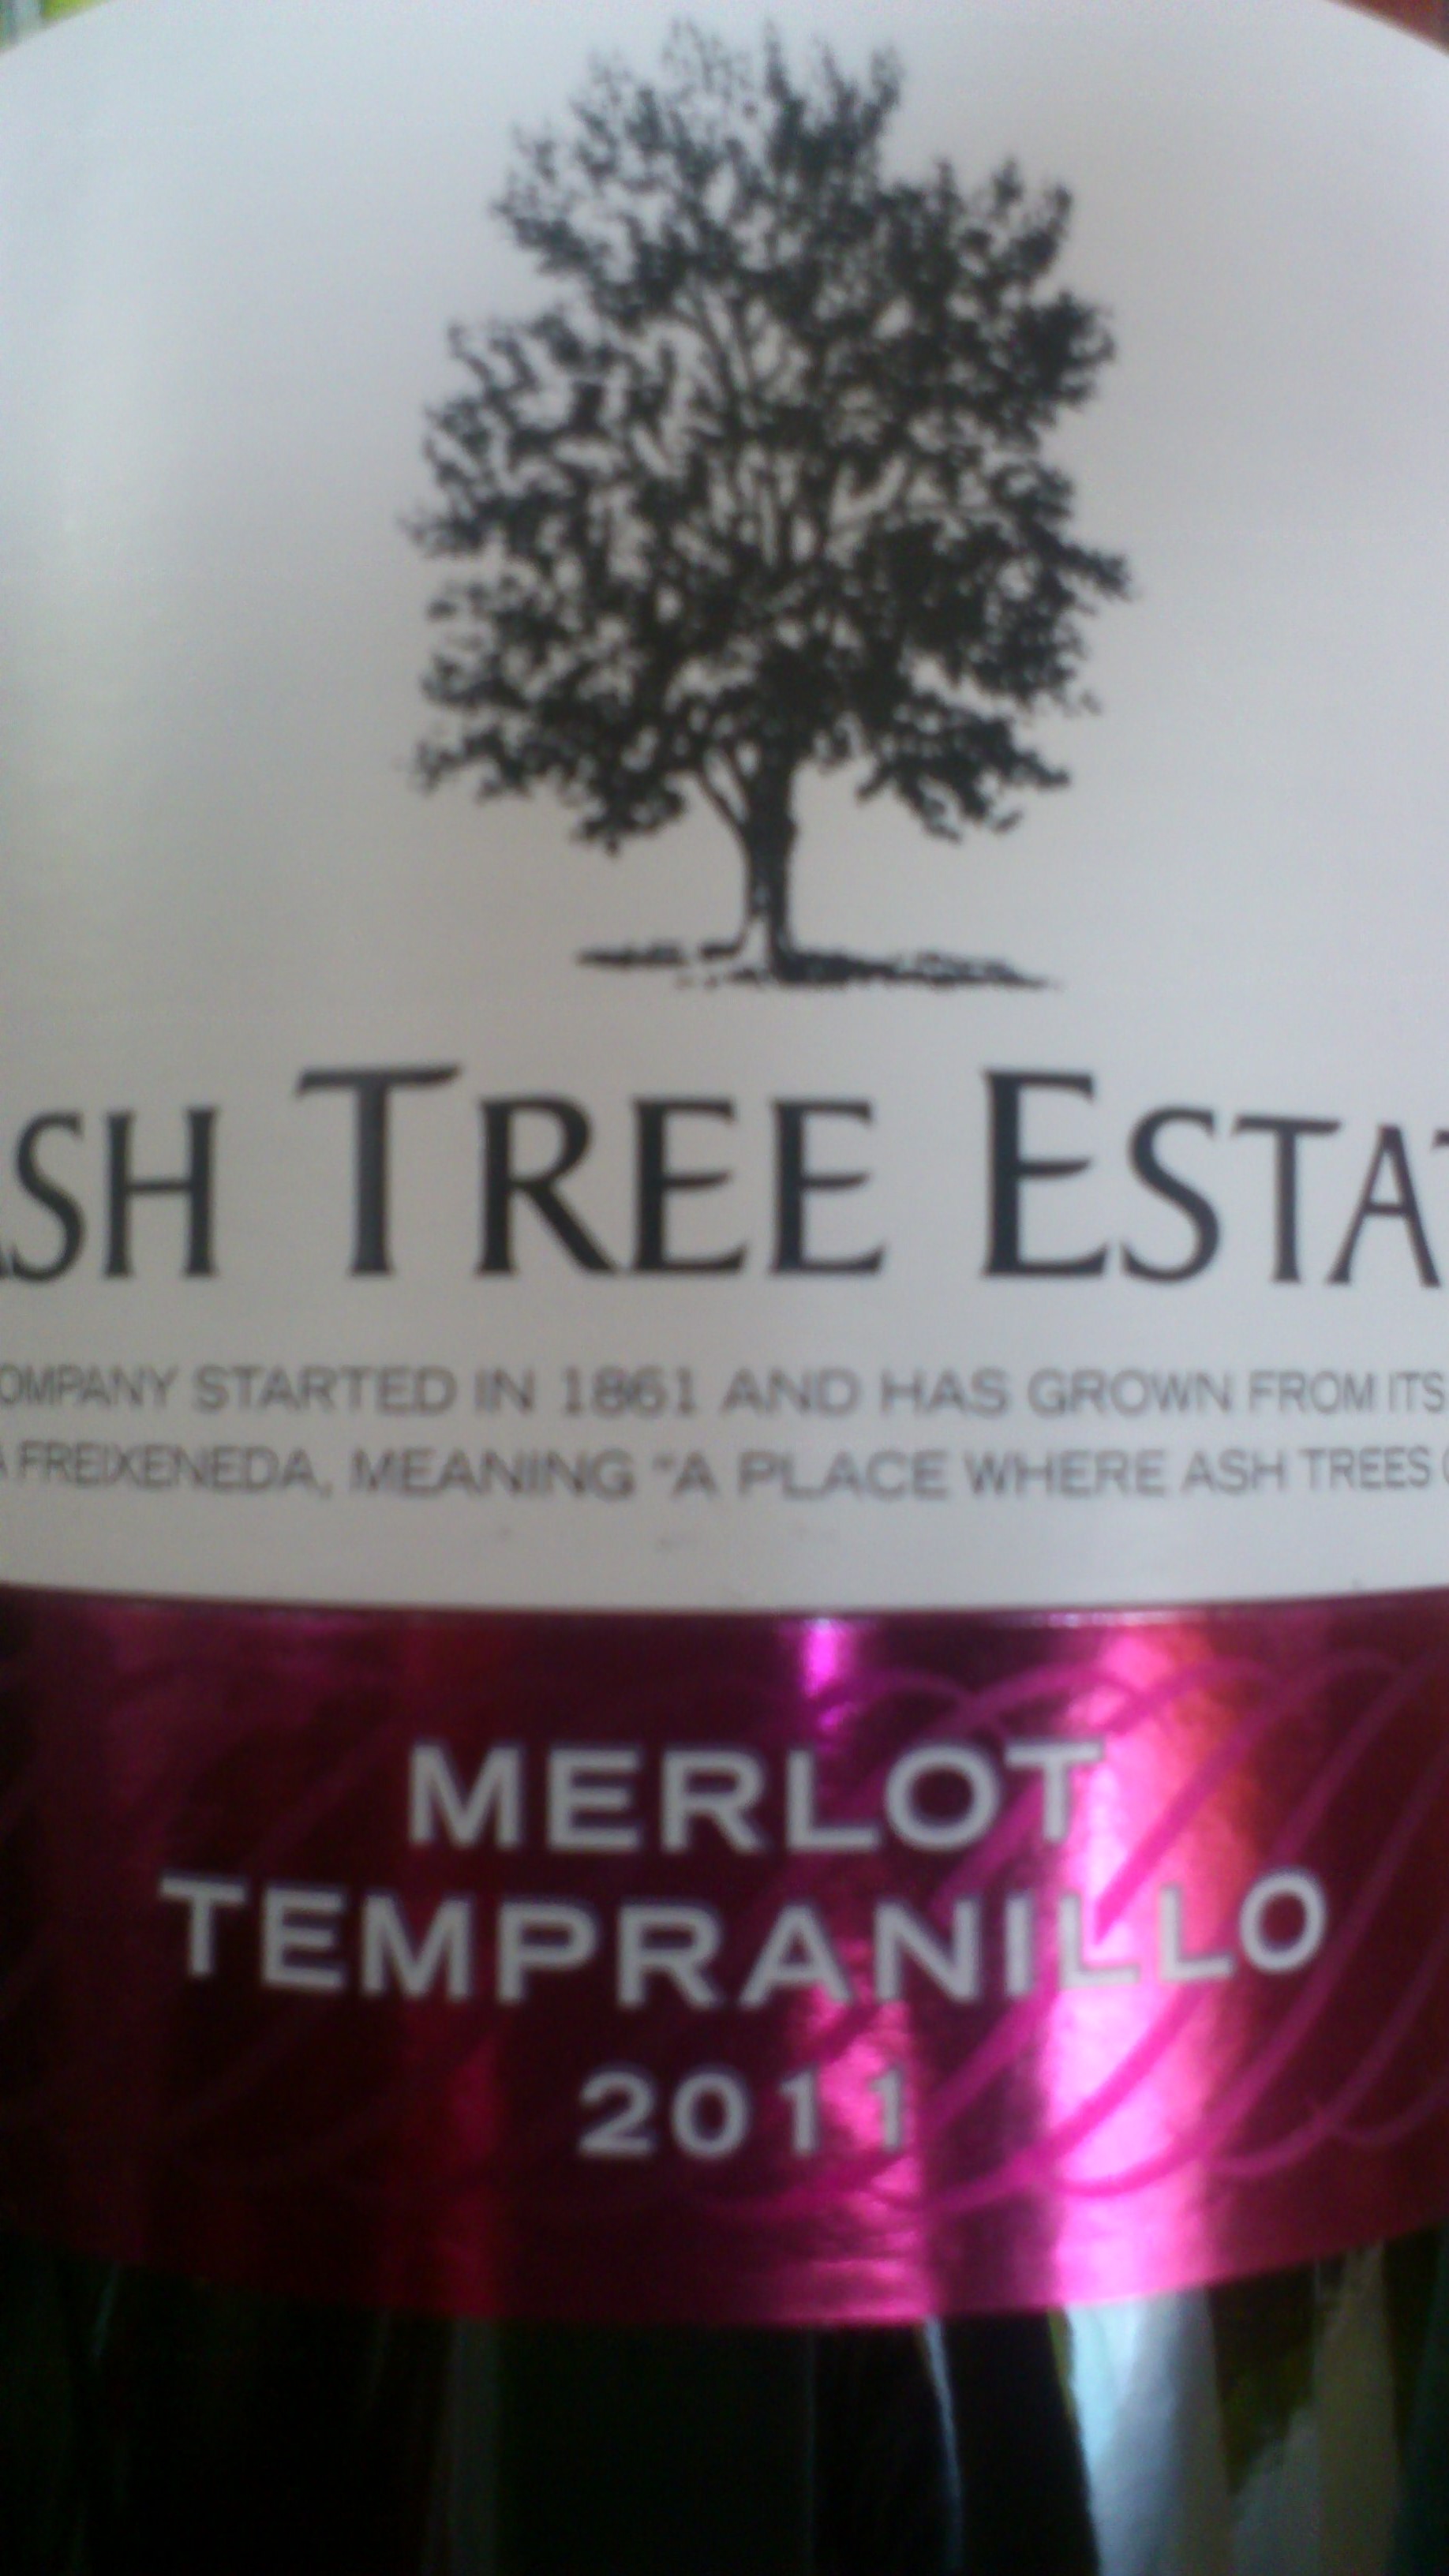 ASH TREE ESTAT
OMPANY STARTED IN 1861 AND HAS GROWN FROM ITS
A FREIXENEDA, MEANING "A PLACE WHERE ASH TREES
MERLOT
TEMPRANILLO
2011